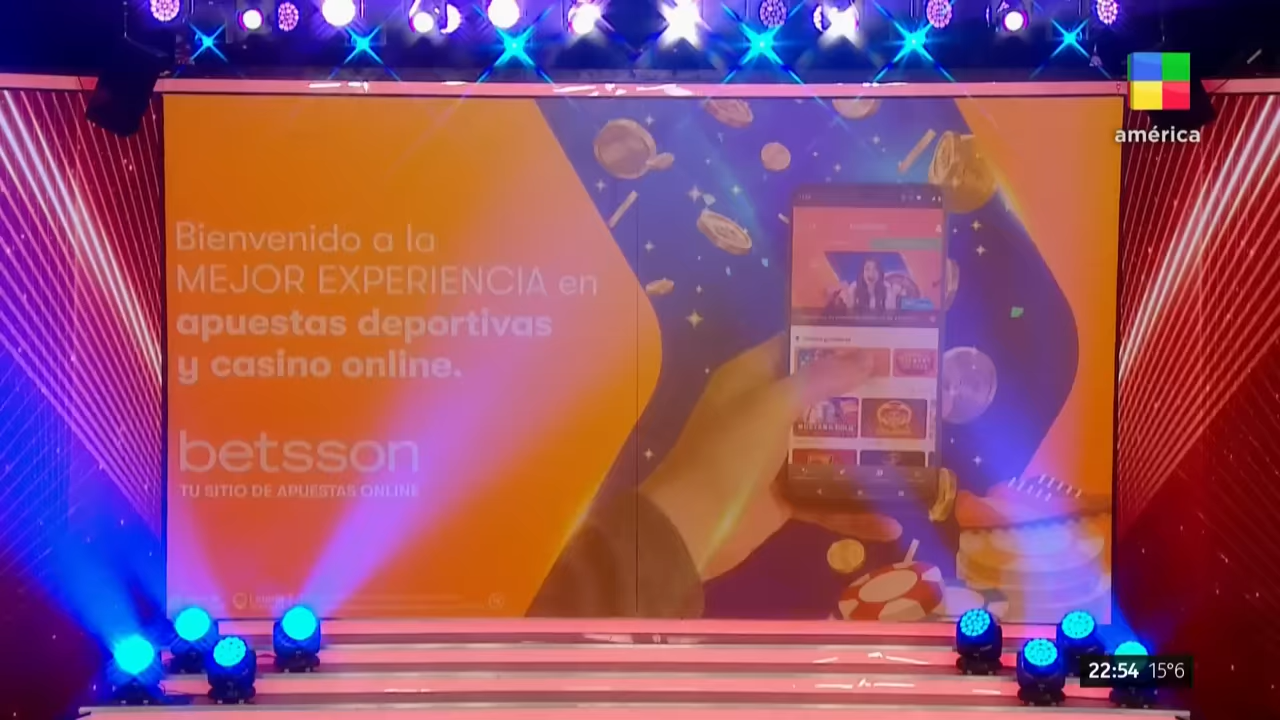 américa
Bienvenido a la
MEJOR EXPERIENCIA en
apuestas deportivas
y casino online.
betsson
TU SITIO DE APUESTAS ONLINE
22:54 15°6